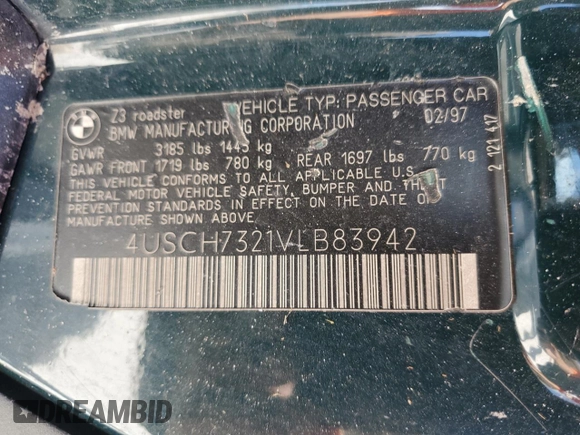 BMW
Z3 roadster VEHICLE TYP: PASSENGER CAR
BMW MANUFACTURING CORPORATION 02/97
GVWR 3185 lbs 1445 kg
GAWR FRONT 1719 lbs 780 kg REAR 1697 lbs 770 kg
THIS VEHICLE CONFORMS TO ALL APPLICABLE U.S.
FEDERAL MOTOR VEHICLE SAFETY, BUMPER AND THEFT
PREVENTION STANDARDS IN EFFECT ON THE DATE OF
MANUFACTURE SHOWN ABOVE.
4USCH7321VLB83942
2 121 417
DREAMBID